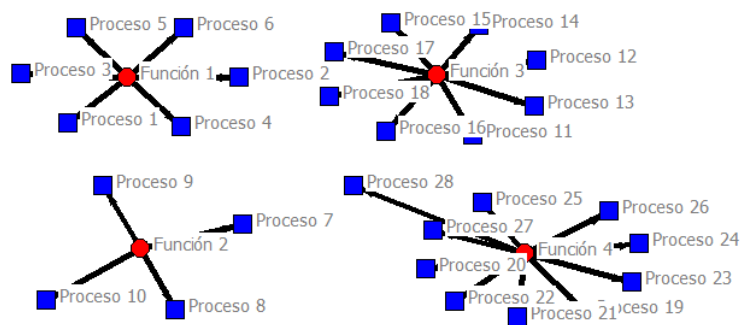 Proceso 5
Proceso 6
Proceso 3
Función 1
Proceso 2
Proceso 1
Proceso 4
Proceso 15
Proceso 14
Proceso 17
Proceso 12
Función 3
Proceso 18
Proceso 13
Proceso 16
Proceso 11
Proceso 9
Proceso 7
Función 2
Proceso 10
Proceso 8
Proceso 28
Proceso 25
Proceso 26
Proceso 27
Función 4
Proceso 24
Proceso 20
Proceso 23
Proceso 22
Proceso 21
roceso 19